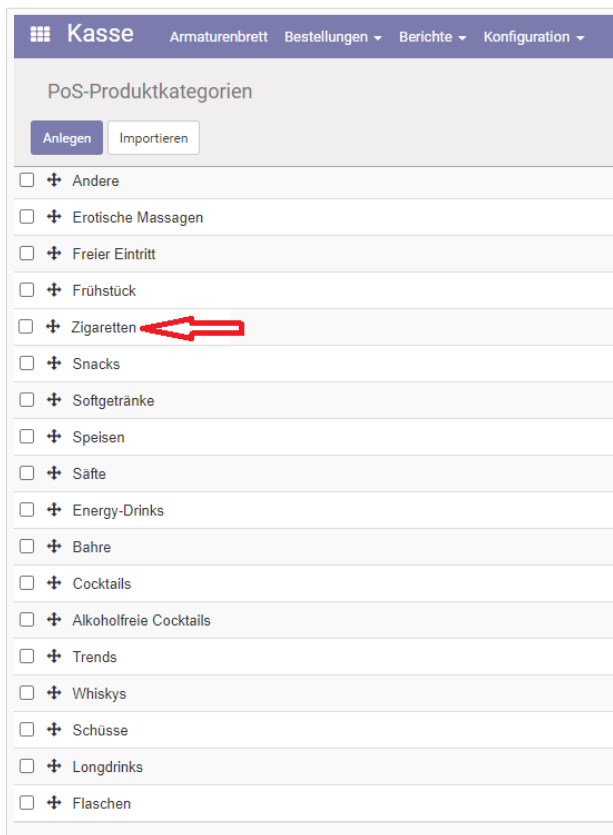 Kasse Armaturenbrett Bestellungen Berichte Konfiguration
PoS-Produktkategorien
Anlegen Importieren
Andere
Erotische Massagen
Freier Eintritt
Frühstück
Zigaretten
Snacks
Softgetränke
Speisen
Säfte
Energy-Drinks
Bahre
Cocktails
Alkoholfreie Cocktails
Trends
Whiskys
Schüsse
Longdrinks
Flaschen